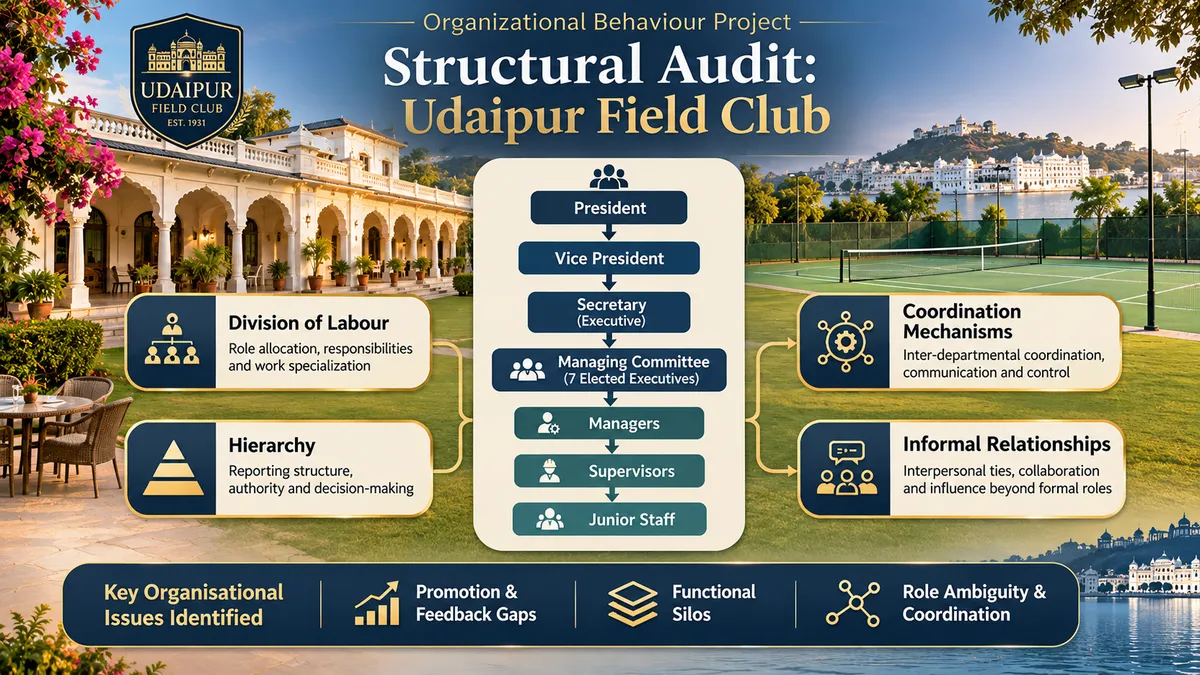 UDAIPUR
FIELD CLUB
EST. 1931
Organizational Behaviour Project
Structural Audit:
Udaipur Field Club
President
Vice President
Secretary
(Executive)
Managing Committee
(7 Elected Executives)
Managers
Supervisors
Junior Staff
Division of Labour
Role allocation, responsibilities
and work specialization
Hierarchy
Reporting structure,
authority and decision-making
Coordination
Mechanisms
Inter-departmental coordination,
communication and control
Informal Relationships
Interpersonal ties, collaboration
and influence beyond formal roles
Key Organisational
Issues Identified
Promotion &
Feedback Gaps
Functional
Silos
Role Ambiguity &
Coordination